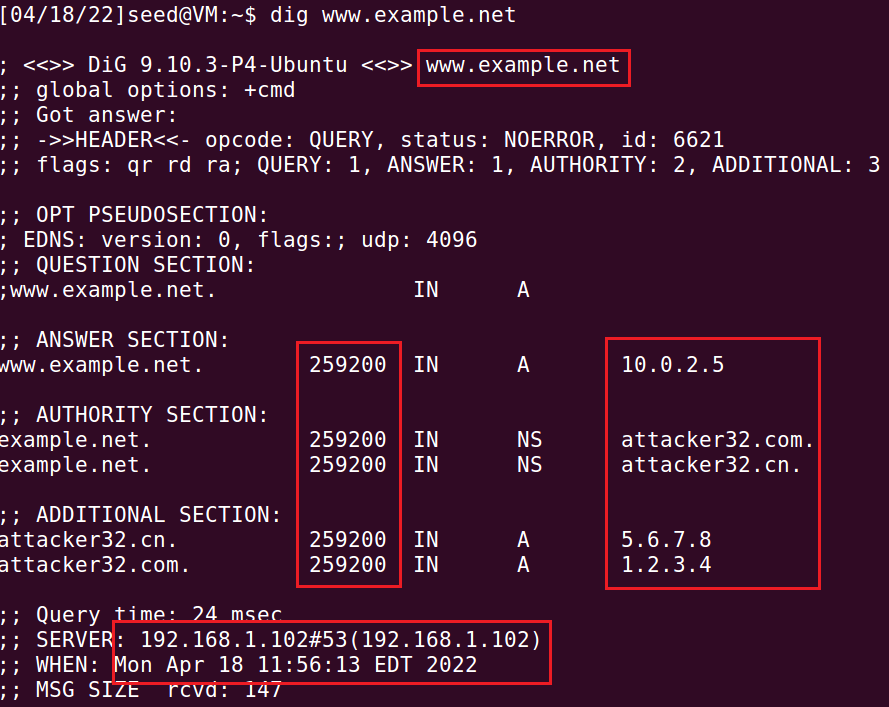 [04/18/22]seed@VM:~$ dig www.example.net
; <<>> DiG 9.10.3-P4-Ubuntu <<>> www.example.net
;; global options: +cmd
;; Got answer:
;; ->>HEADER<<- opcode: QUERY, status: NOERROR, id: 6621
;; flags: qr rd ra; QUERY: 1, ANSWER: 1, AUTHORITY: 2, ADDITIONAL: 3
;; OPT PSEUDOSECTION:
; EDNS: version: 0, flags:; udp: 4096
;; QUESTION SECTION:
;www.example.net. IN A
;; ANSWER SECTION:
www.example.net. 259200 IN A 10.0.2.5
;; AUTHORITY SECTION:
example.net. 259200 IN NS attacker32.com.
example.net. 259200 IN NS attacker32.cn.
;; ADDITIONAL SECTION:
attacker32.cn. 259200 IN A 5.6.7.8
attacker32.com. 259200 IN A 1.2.3.4
;; Query time: 24 msec
;; SERVER: 192.168.1.102#53(192.168.1.102)
;; WHEN: Mon Apr 18 11:56:13 EDT 2022
;; MSG SIZE rcvd: 147